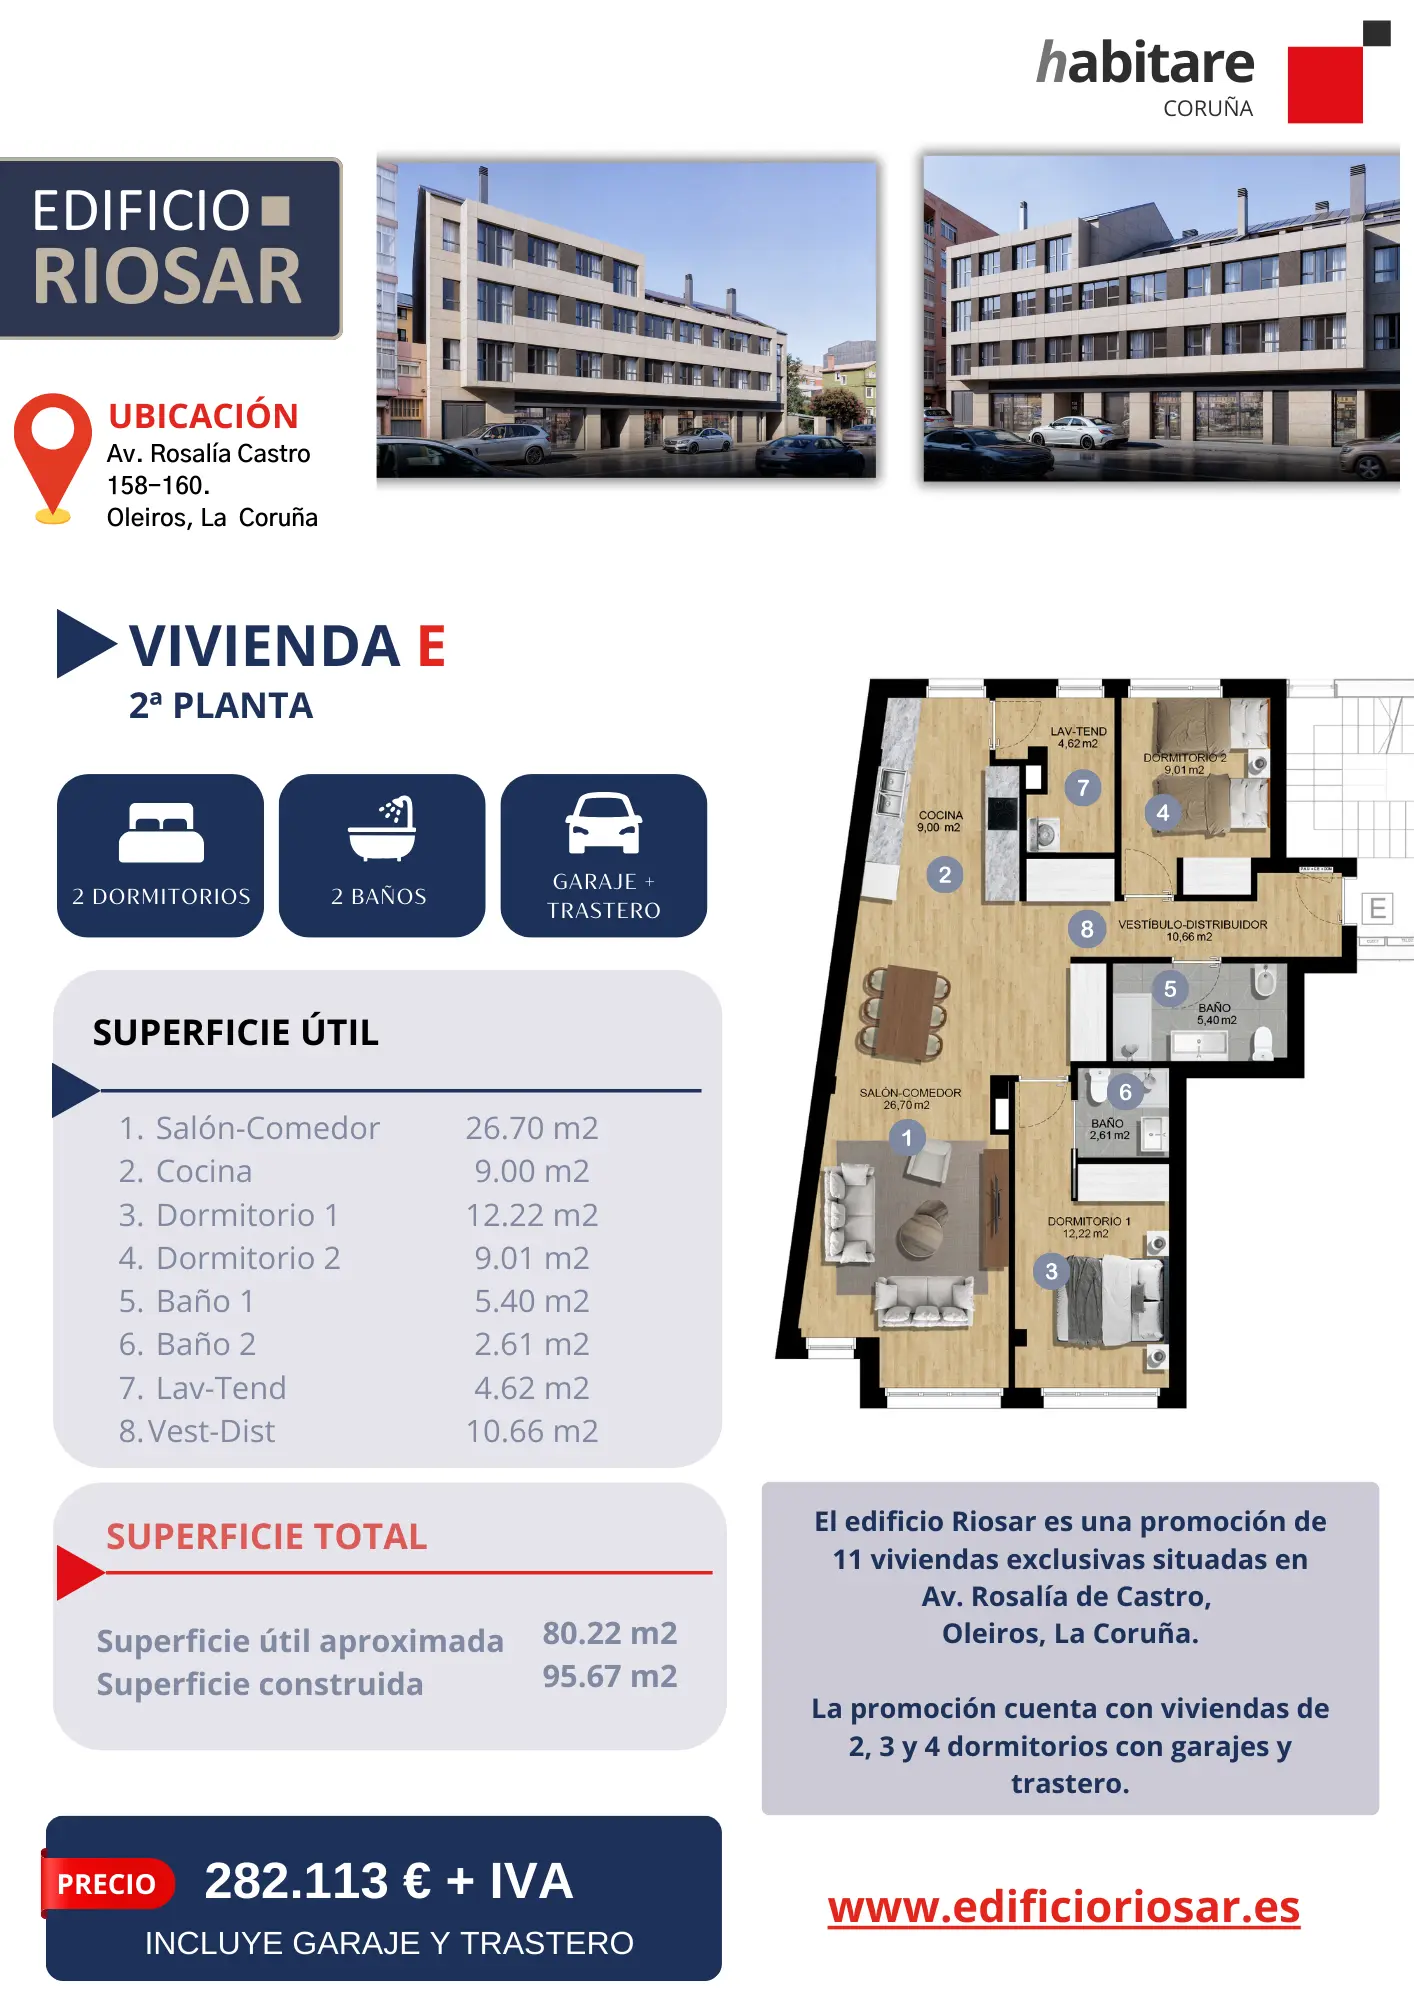 habitare
CORUÑA
EDIFICIO
RIOSAR
UBICACIÓN
Av. Rosalía Castro
158-160.
Oleiros, La Coruña
VIVIENDA E
2ª PLANTA
2 DORMITORIOS
2 BAÑOS
GARAJE +
TRASTERO
SUPERFICIE ÚTIL
1. Salón-Comedor 26.70 m2
2. Cocina 9.00 m2
3. Dormitorio 1 12.22 m2
4. Dormitorio 2 9.01 m2
5. Baño 1 5.40 m2
6. Baño 2 2.61 m2
7. Lav-Tend 4.62 m2
8. Vest-Dist 10.66 m2
SUPERFICIE TOTAL
Superficie útil aproximada 80.22 m2
Superficie construida 95.67 m2
PRECIO
282.113 € + IVA
INCLUYE GARAJE Y TRASTERO
LAV-TEND
4,62 m2
7
DORMITORIO 2
9,01 m2
4
COCINA
9,00 m2
2
8
VESTÍBULO-DISTRIBUIDOR
10,66 m2
E
5
BAÑO
5,40 m2
6
BAÑO
2,61 m2
SALÓN-COMEDOR
26,70 m2
1
DORMITORIO 1
12,22 m2
3
El edificio Riosar es una promoción de
11 viviendas exclusivas situadas en
Av. Rosalía de Castro,
Oleiros, La Coruña.
La promoción cuenta con viviendas de
2, 3 y 4 dormitorios con garajes y
trastero.
www.edificioriosar.es